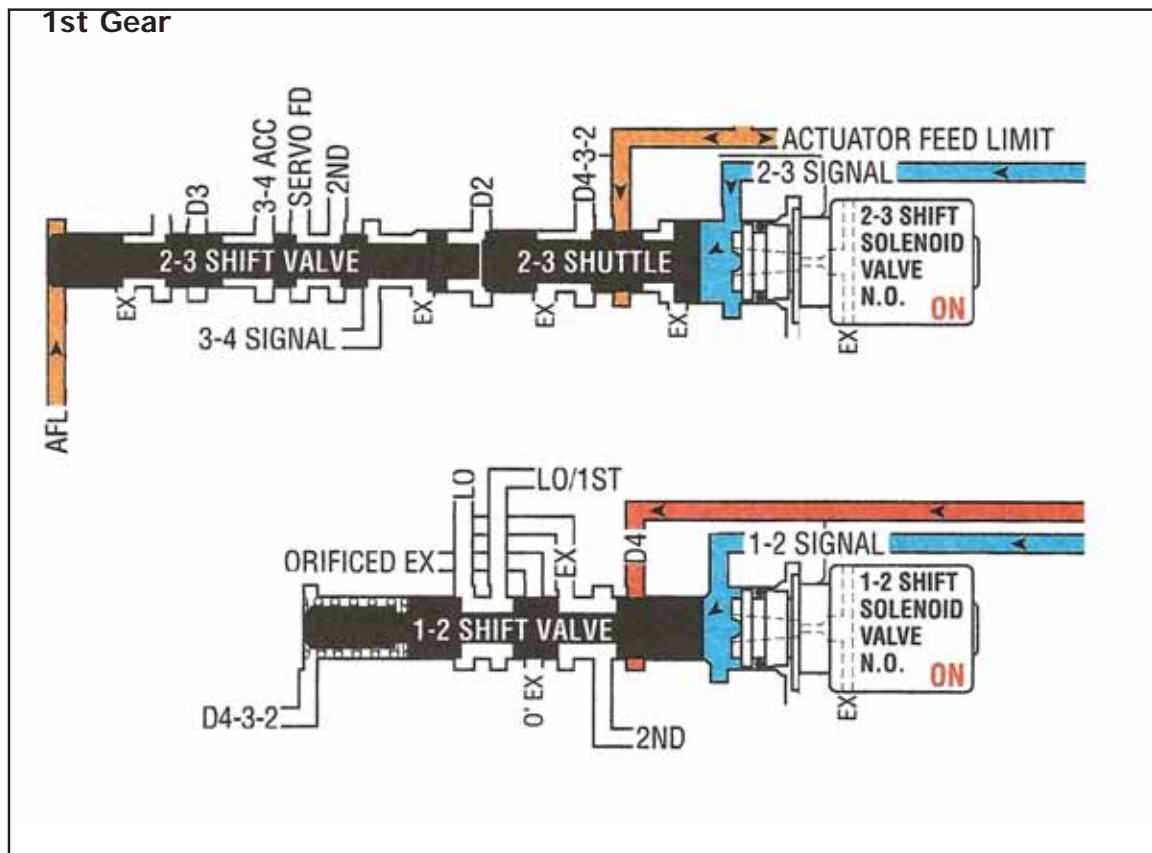 1st Gear
D3
3-4 ACC
SERVO FD
2ND
D2
D4-3-2
ACTUATOR FEED LIMIT
2-3 SIGNAL
2-3 SHIFT VALVE
2-3 SHUTTLE
2-3 SHIFT
SOLENOID
VALVE
N.O.
ON
EX
EX
EX
EX
EX
3-4 SIGNAL
AFL
LO
LO/1ST
D4
1-2 SIGNAL
ORIFICED EX
EX
1-2 SHIFT VALVE
1-2 SHIFT
SOLENOID
VALVE
N.O.
ON
EX
D4-3-2
O' EX
2ND